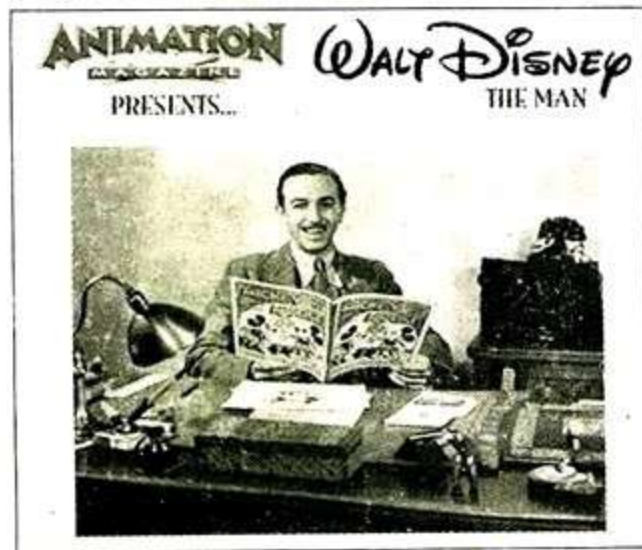 ANIMATION
MAGAZINE
PRESENTS...
WALT DISNEY
THE MAN